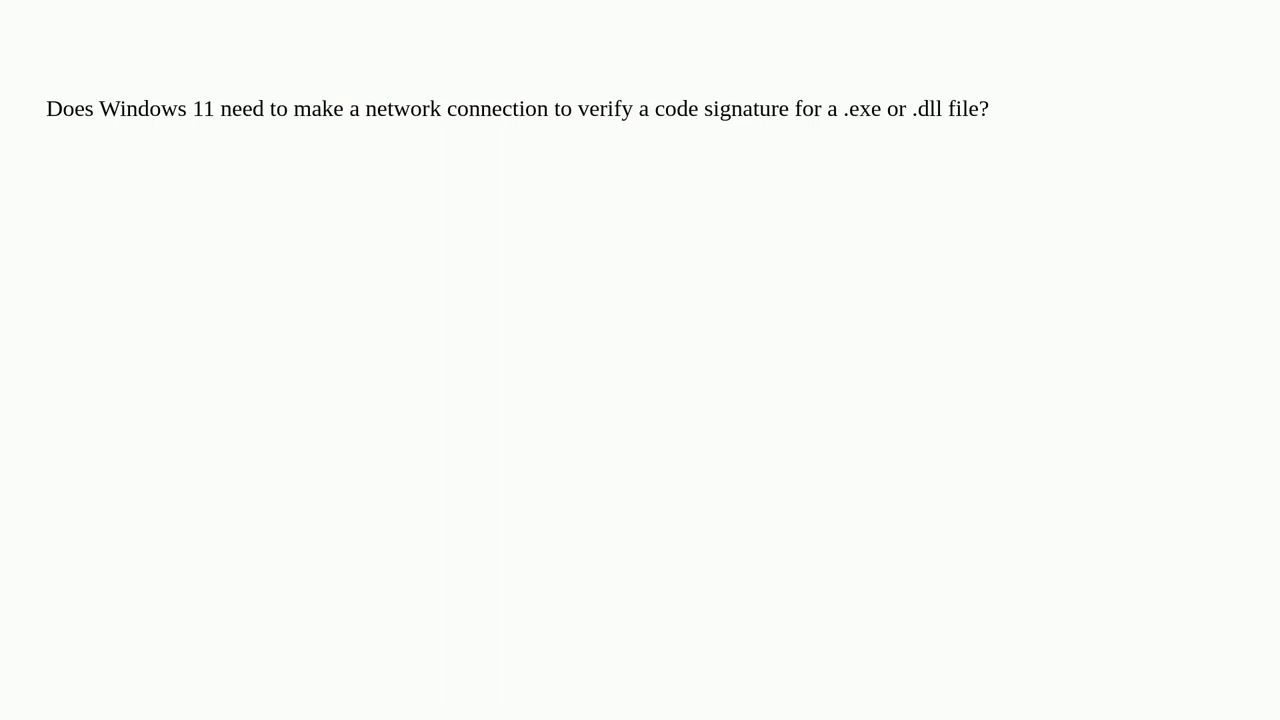 Does Windows 11 need to make a network connection to verify a code signature for a .exe or .dll file?